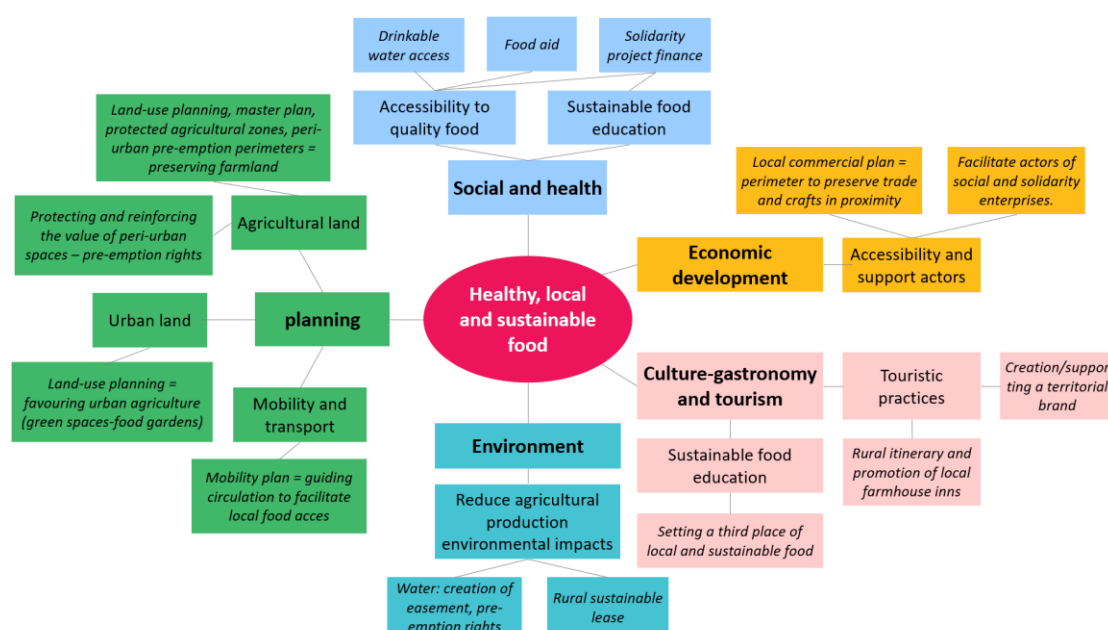 Drinkable
water access
Food aid
Solidarity
project finance
Accessibility to
quality food
Sustainable food
education
Social and health
Land-use planning, master plan,
protected agricultural zones, peri-
urban pre-emption perimeters =
preserving farmland
Protecting and reinforcing
the value of peri-urban
spaces – pre-emption rights
Agricultural land
Urban land
planning
Land-use planning =
favouring urban agriculture
(green spaces-food gardens)
Mobility and
transport
Mobility plan = guiding
circulation to facilitate
local food acces
Healthy, local
and sustainable
food
Local commercial plan =
perimeter to preserve trade
and crafts in proximity
Facilitate actors of
social and solidarity
enterprises.
Economic
development
Accessibility and
support actors
Culture-gastronomy
and tourism
Touristic
practices
Creation/suppor
ting a territorial
brand
Sustainable food
education
Rural itinerary and
promotion of local
farmhouse inns
Setting a third place of
local and sustainable food
Environment
Reduce agricultural
production
environmental impacts
Water: creation of
easement, pre-
emption rights
Rural sustainable
lease